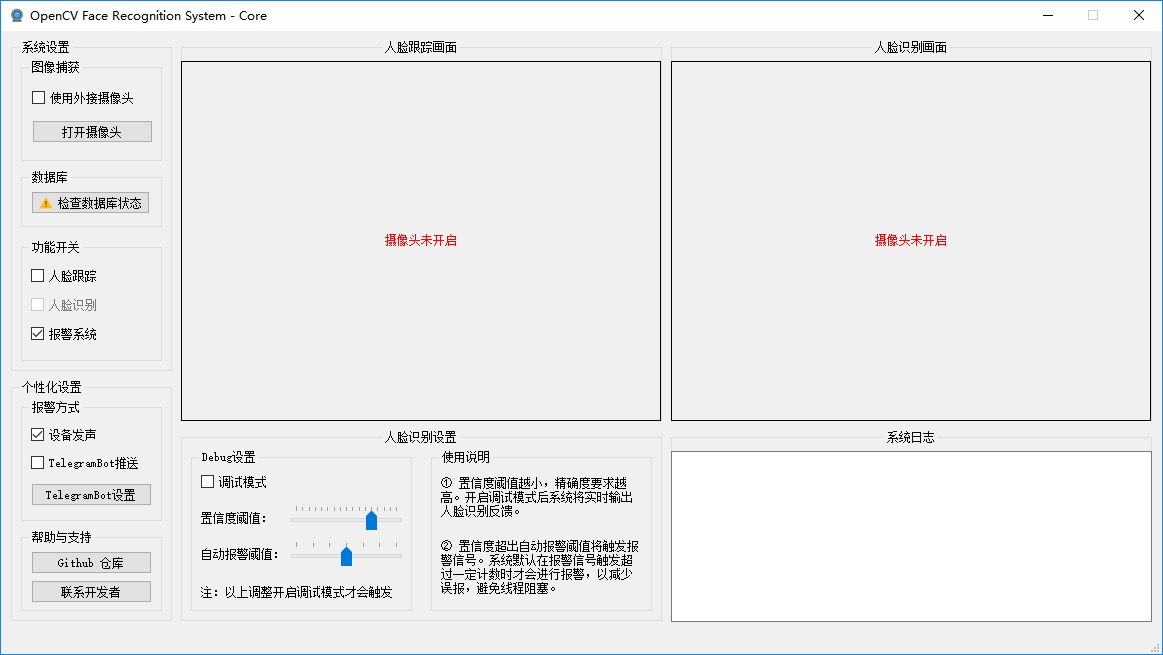 OpenCV Face Recognition System - Core
系统设置
图像捕获
使用外接摄像头
打开摄像头
数据库
检查数据库状态
功能开关
人脸跟踪
人脸识别
报警系统
个性化设置
报警方式
设备发声
TelegramBot推送
TelegramBot设置
帮助与支持
Github 仓库
联系开发者
人脸跟踪画面
摄像头未开启
人脸识别画面
摄像头未开启
人脸识别设置
Debug设置
调试模式
置信度阈值：
自动报警阈值：
注：以上调整开启调试模式才会触发
使用说明
① 置信度阈值越小，精确度要求越
高。开启调试模式后系统将实时输出
人脸识别反馈。
② 置信度超出自动报警阈值将触发报
警信号。系统默认在报警信号触发超
过一定计数时才会进行报警，以减少
误报，避免线程阻塞。
系统日志